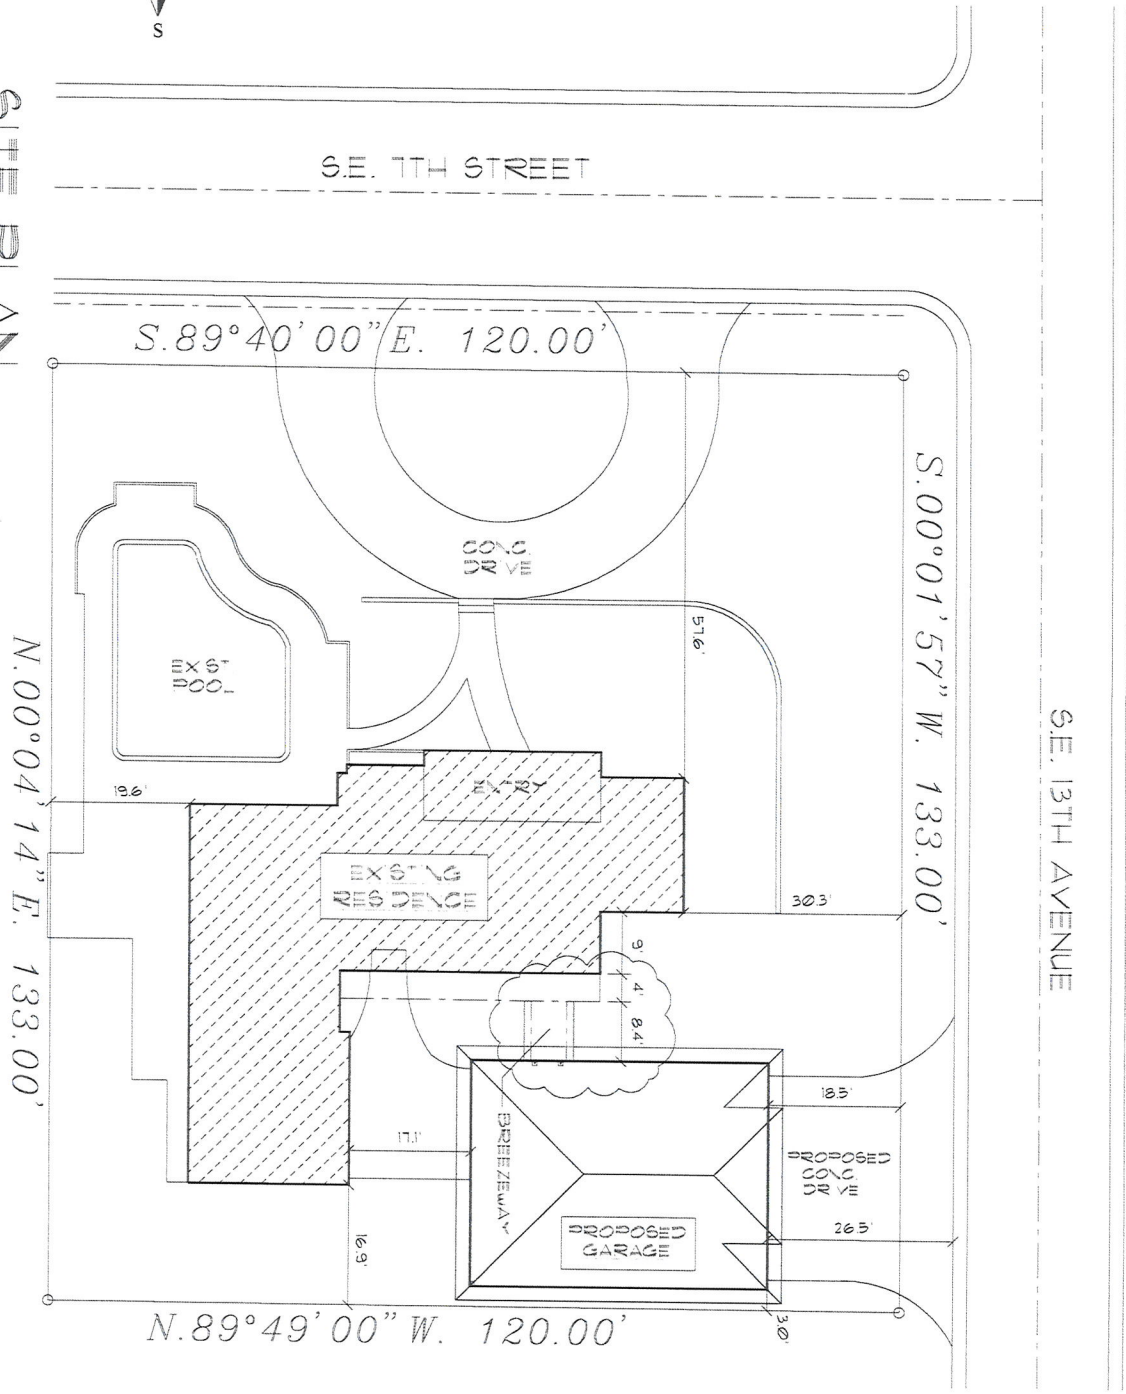 S
SITE PLAN
S.E. 7TH STREET
S.89°40'00"E. 120.00'
S.00°01'57"W. 133.00'
S.E. 13TH AVENUE
CONC.
DRIVE
57.6'
EXIST
POOL
N.00°04'14"E. 133.00'
19.6'
ENTRY
EXISTING
RESIDENCE
30.3'
9'
4'
8.4'
18.5'
17.1'
BREEZEWAY
PROPOSED
CONC.
DRIVE
PROPOSED
GARAGE
26.5'
16.9'
3.0'
N.89°49'00"W. 120.00'